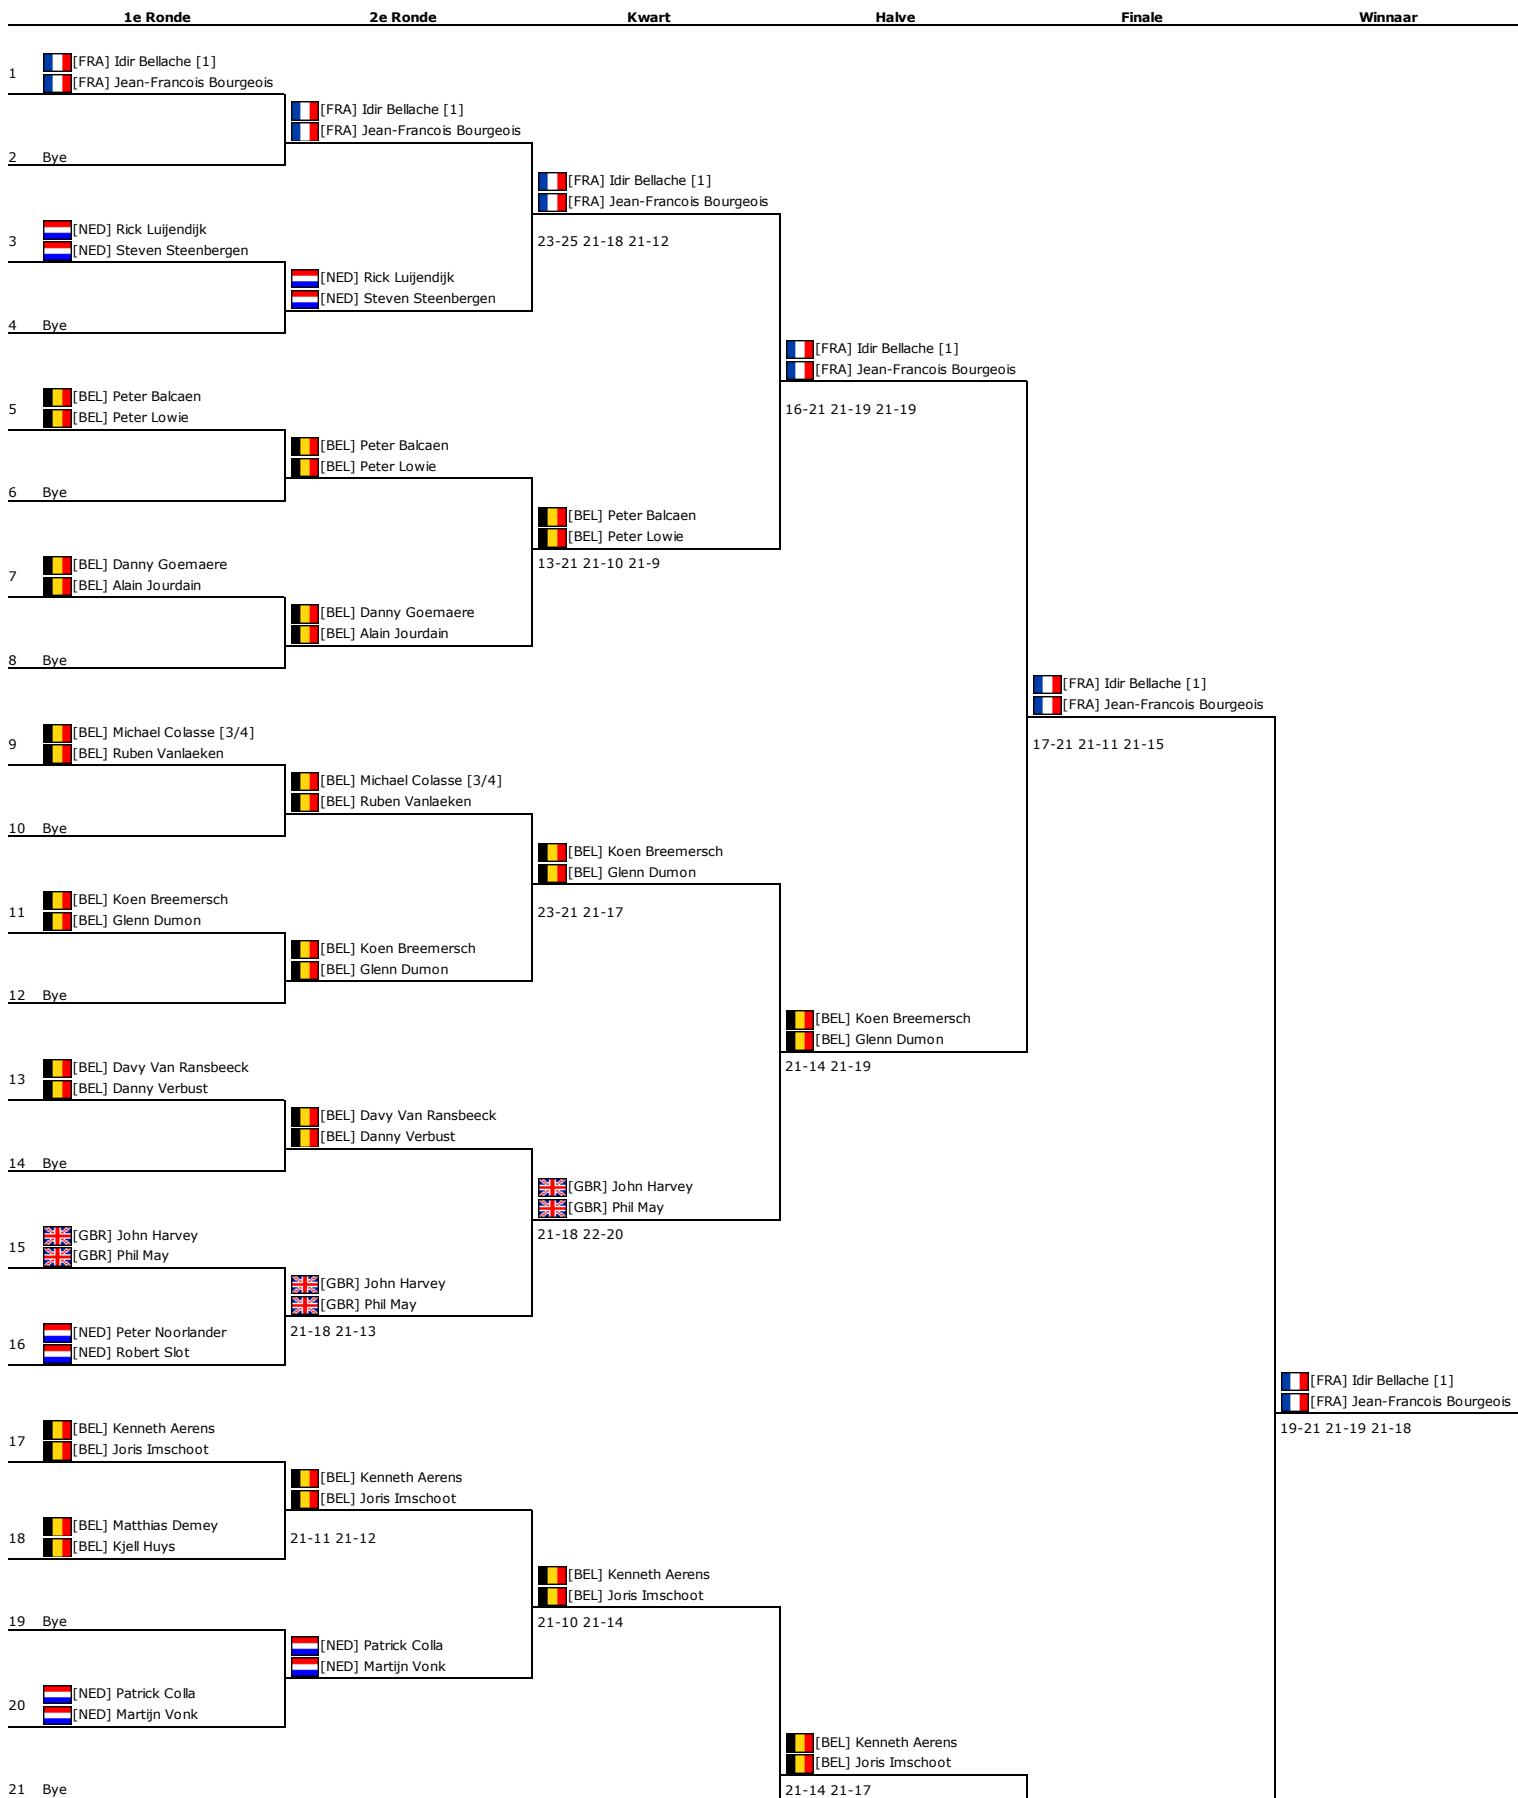 1e Ronde 2e Ronde Kwart Halve Finale Winnaar
[FRA] Idir Bellache [1]
1
[FRA] Jean-Francois Bourgeois
[FRA] Idir Bellache [1]
[FRA] Jean-Francois Bourgeois
2 Bye
[FRA] Idir Bellache [1]
[FRA] Jean-Francois Bourgeois
[NED] Rick Luijendijk
3 23-25 21-18 21-12
[NED] Steven Steenbergen
[NED] Rick Luijendijk
[NED] Steven Steenbergen
4 Bye
[FRA] Idir Bellache [1]
[FRA] Jean-Francois Bourgeois
[BEL] Peter Balcaen
5 16-21 21-19 21-19
[BEL] Peter Lowie
[BEL] Peter Balcaen
[BEL] Peter Lowie
6 Bye
[BEL] Peter Balcaen
[BEL] Peter Lowie
[BEL] Danny Goemaere 13-21 21-10 21-9
7
[BEL] Alain Jourdain
[BEL] Danny Goemaere
[BEL] Alain Jourdain
8 Bye
[FRA] Idir Bellache [1]
[FRA] Jean-Francois Bourgeois
[BEL] Michael Colasse [3/4]
9 17-21 21-11 21-15
[BEL] Ruben Vanlaeken
[BEL] Michael Colasse [3/4]
[BEL] Ruben Vanlaeken
10 Bye
[BEL] Koen Breemersch
[BEL] Glenn Dumon
[BEL] Koen Breemersch
11 23-21 21-17
[BEL] Glenn Dumon
[BEL] Koen Breemersch
[BEL] Glenn Dumon
12 Bye
[BEL] Koen Breemersch
[BEL] Glenn Dumon
[BEL] Davy Van Ransbeeck 21-14 21-19
13
[BEL] Danny Verbust
[BEL] Davy Van Ransbeeck
[BEL] Danny Verbust
14 Bye
[GBR] John Harvey
[GBR] Phil May
[GBR] John Harvey 21-18 22-20
15
[GBR] Phil May
[GBR] John Harvey
[GBR] Phil May
[NED] Peter Noorlander 21-18 21-13
16
[NED] Robert Slot
[FRA] Idir Bellache [1]
[FRA] Jean-Francois Bourgeois
[BEL] Kenneth Aerens 19-21 21-19 21-18
17
[BEL] Joris Imschoot
[BEL] Kenneth Aerens
[BEL] Joris Imschoot
[BEL] Matthias Demey
18 21-11 21-12
[BEL] Kjell Huys
[BEL] Kenneth Aerens
[BEL] Joris Imschoot
19 Bye 21-10 21-14
[NED] Patrick Colla
[NED] Martijn Vonk
[NED] Patrick Colla
20
[NED] Martijn Vonk
[BEL] Kenneth Aerens
[BEL] Joris Imschoot
21 Bye 21-14 21-17